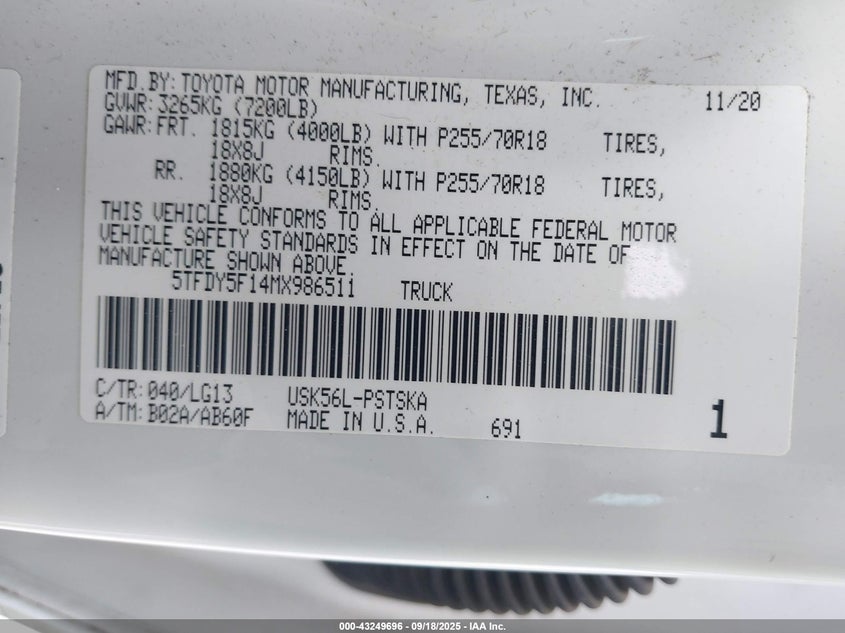 MFD.BY:TOYOTA MOTOR MANUFACTURING, TEXAS, INC. 11/20
GVWR:3265KG (7200LB)
GAWR:FRT. 1815KG (4000LB) WITH P255/70R18 TIRES,
18X8J RIMS.
RR. 1880KG (4150LB) WITH P255/70R18 TIRES,
18X8J RIMS.
THIS VEHICLE CONFORMS TO ALL APPLICABLE FEDERAL MOTOR
VEHICLE SAFETY STANDARDS IN EFFECT ON THE DATE OF
MANUFACTURE SHOWN ABOVE.
5TFDY5F14MX986511 TRUCK
C/TR:040/LG13 USK56L-PSTSKA
A/TM:B02A/AB60F MADE IN U.S.A. 691 1
000-43249696 - 09/18/2025 - IAA Inc.